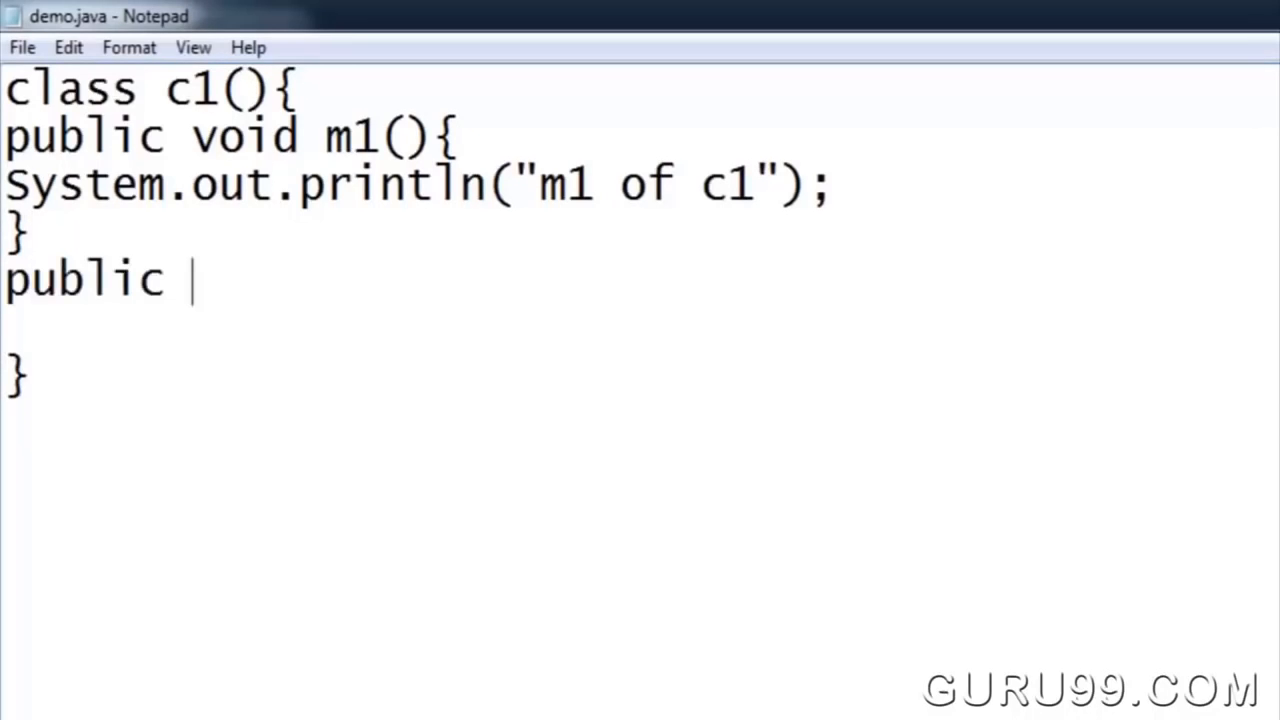 demo.java - Notepad
File Edit Format View Help
class c1(){
public void m1(){
System.out.println("m1 of c1");
}
public
}
GURU99.COM